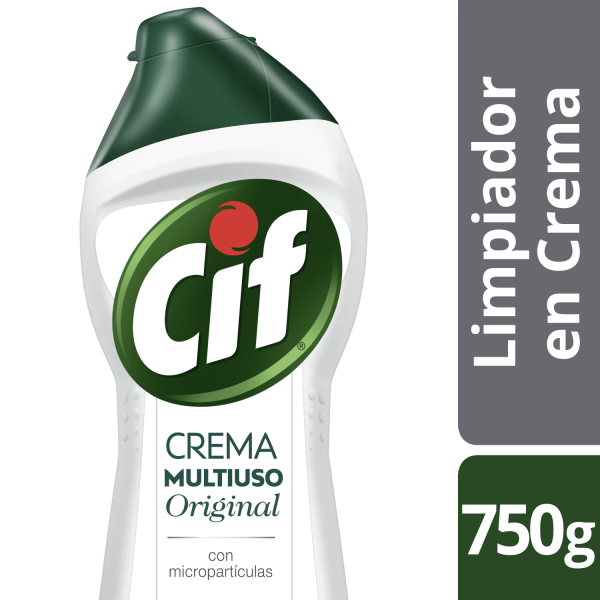 Cif
®
CREMA
MULTIUSO
Original
con
micropartículas
Limpiador
en Crema
750g